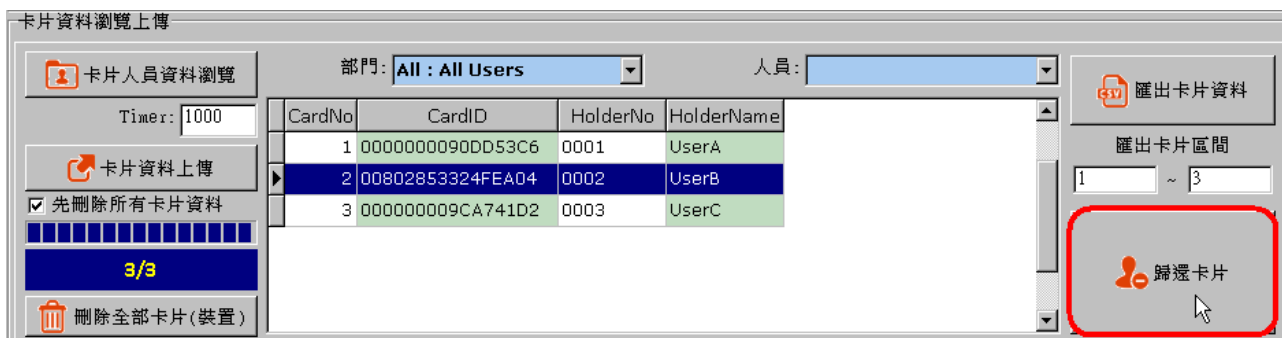 卡片資料瀏覽上傳
卡片人員資料瀏覽
部門: All : All Users
人員:
匯出卡片資料
Timer: 1000
CardNo CardID HolderNo HolderName
1 0000000090DD53C6 0001 UserA
2 00802853324FEA04 0002 UserB
3 000000009CA741D2 0003 UserC
卡片資料上傳
先刪除所有卡片資料
3/3
刪除全部卡片(裝置)
匯出卡片區間
1 ~ 3
歸還卡片
CSV